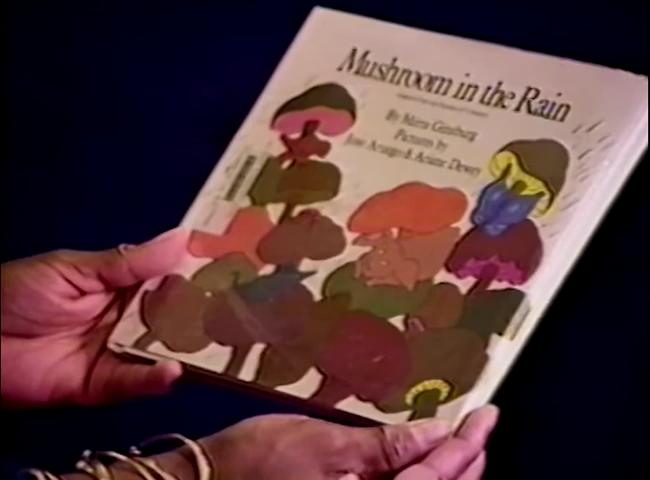 Mushroom in the Rain
By Mirra Ginsburg
Pictures by
Jose Aruego & Ariane Dewey